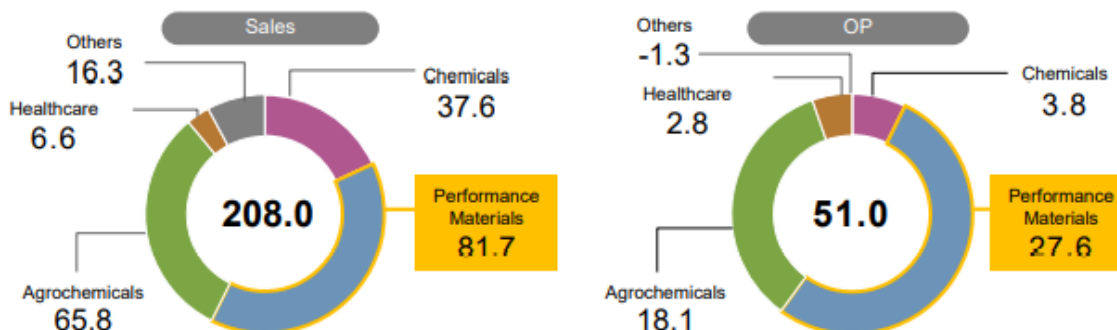 Sales
Others
16.3
Chemicals
37.6
Healthcare
6.6
208.0
Performance
Materials
81.7
Agrochemicals
65.8
OP
Others
-1.3
Chemicals
3.8
Healthcare
2.8
51.0
Performance
Materials
27.6
Agrochemicals
18.1